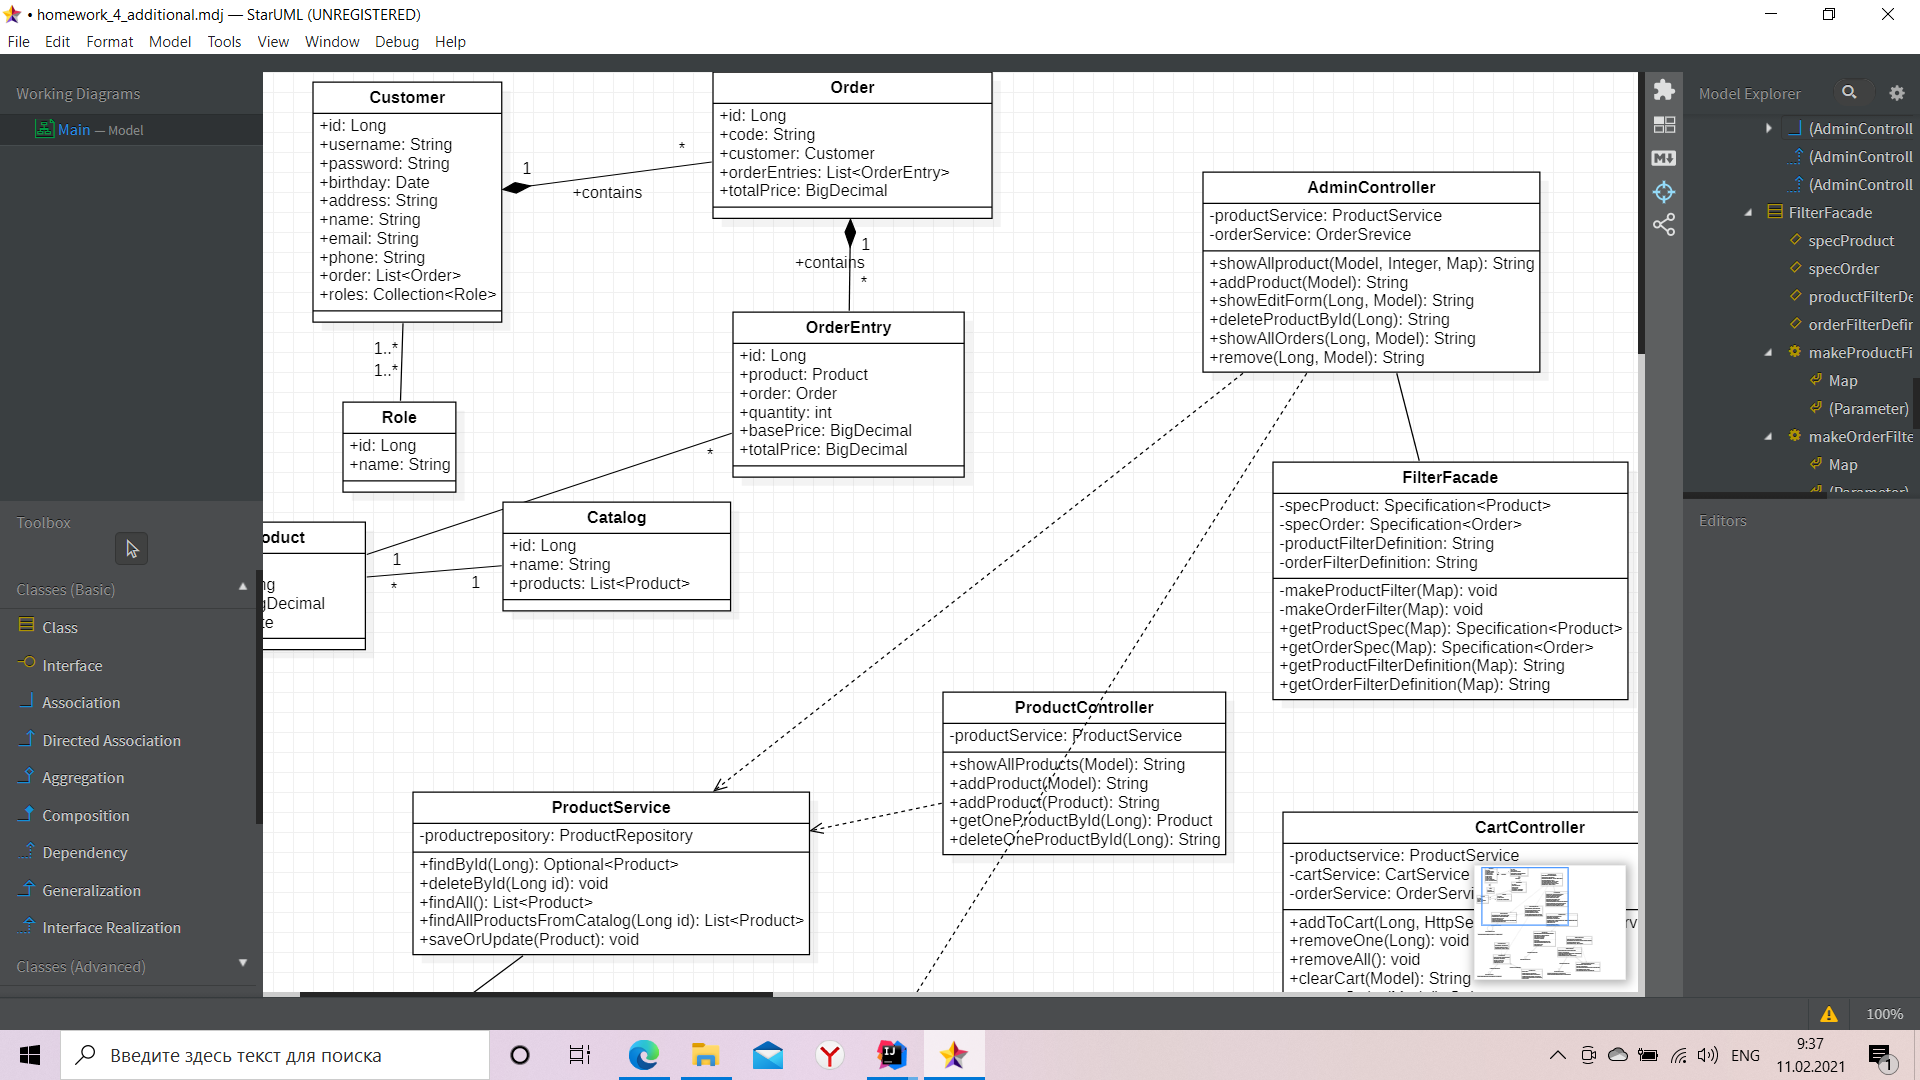 • homework_4_additional.mdj — StarUML (UNREGISTERED)
File Edit Format Model Tools View Window Debug Help
Working Diagrams
Main — Model
Toolbox
Classes (Basic)
Class
Interface
Association
Directed Association
Aggregation
Composition
Dependency
Generalization
Interface Realization
Classes (Advanced)
Customer
+id: Long
+username: String
+password: String
+birthday: Date
+address: String
+name: String
+email: String
+phone: String
+order: List<Order>
+roles: Collection<Role>
1
*
+contains
Order
+id: Long
+code: String
+customer: Customer
+orderEntries: List<OrderEntry>
+totalPrice: BigDecimal
1
+contains
*
OrderEntry
+id: Long
+product: Product
+order: Order
+quantity: int
+basePrice: BigDecimal
+totalPrice: BigDecimal
*
1..*
1..*
Role
+id: Long
+name: String
oduct
ng
gDecimal
te
1
*
1
Catalog
+id: Long
+name: String
+products: List<Product>
AdminController
-productService: ProductService
-orderService: OrderSrevice
+showAllproduct(Model, Integer, Map): String
+addProduct(Model): String
+showEditForm(Long, Model): String
+deleteProductById(Long): String
+showAllOrders(Long, Model): String
+remove(Long, Model): String
FilterFacade
-specProduct: Specification<Product>
-specOrder: Specification<Order>
-productFilterDefinition: String
-orderFilterDefinition: String
-makeProductFilter(Map): void
-makeOrderFilter(Map): void
+getProductSpec(Map): Specification<Product>
+getOrderSpec(Map): Specification<Order>
+getProductFilterDefinition(Map): String
+getOrderFilterDefinition(Map): String
ProductController
-productService: ProductService
+showAllProducts(Model): String
+addProduct(Model): String
+addProduct(Product): String
+getOneProductById(Long): Product
+deleteOneProductById(Long): String
ProductService
-productrepository: ProductRepository
+findById(Long): Optional<Product>
+deleteById(Long id): void
+findAll(): List<Product>
+findAllProductsFromCatalog(Long id): List<Product>
+saveOrUpdate(Product): void
CartController
-productservice: ProductService
-cartService: CartService
-orderService: OrderServi
+addToCart(Long, HttpSe
+removeOne(Long): void
+removeAll(): void
+clearCart(Model): String
Model Explorer
(AdminControll
(AdminControll
(AdminControll
FilterFacade
specProduct
specOrder
productFilterDe
orderFilterDefin
makeProductFi
Map
(Parameter)
makeOrderFilte
Map
(Parameter)
Editors
100%
Введите здесь текст для поиска
ENG
9:37
11.02.2021
1